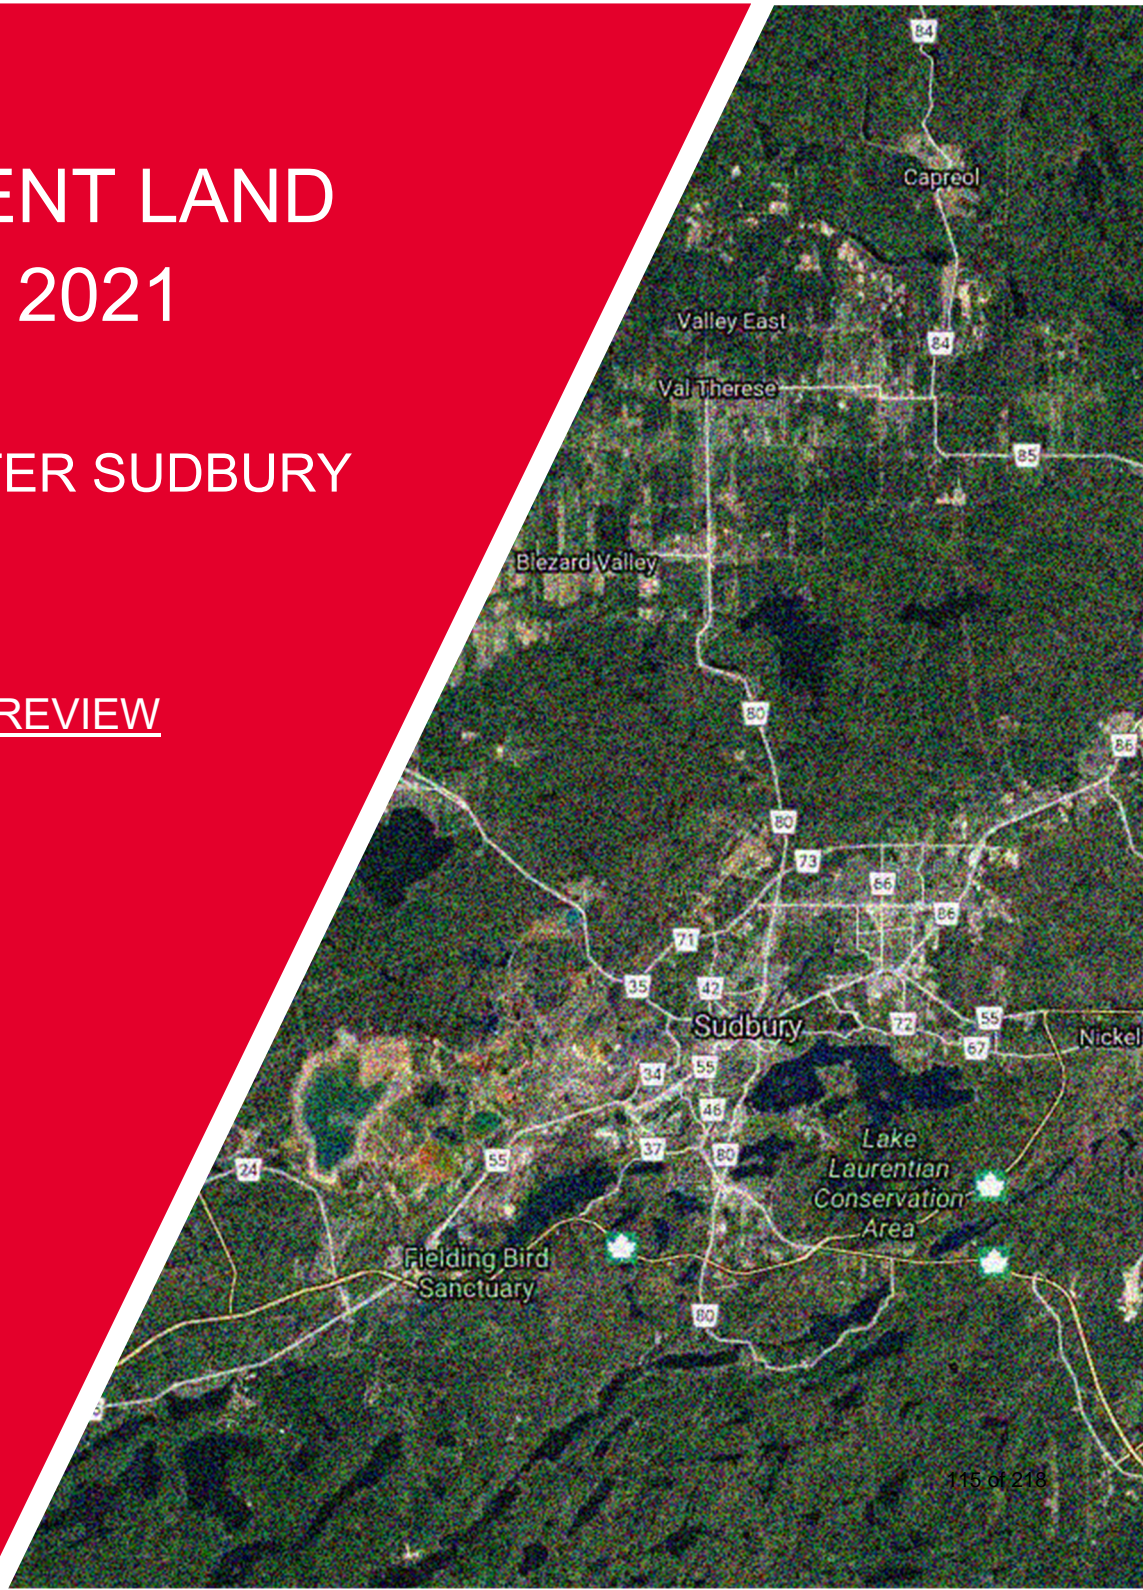 ENT LAND
2021
TER SUDBURY
REVIEW
84
Capreol
Valley East
84
Val Therese
85
Blezard Valley
80
86
80
73
66
86
71
35
42
Sudbury
72
55
67
Nickel
34
55
46
37
80
55
24
Lake
Laurentian
Conservation
Area
Fielding Bird
Sanctuary
80
115 of 218